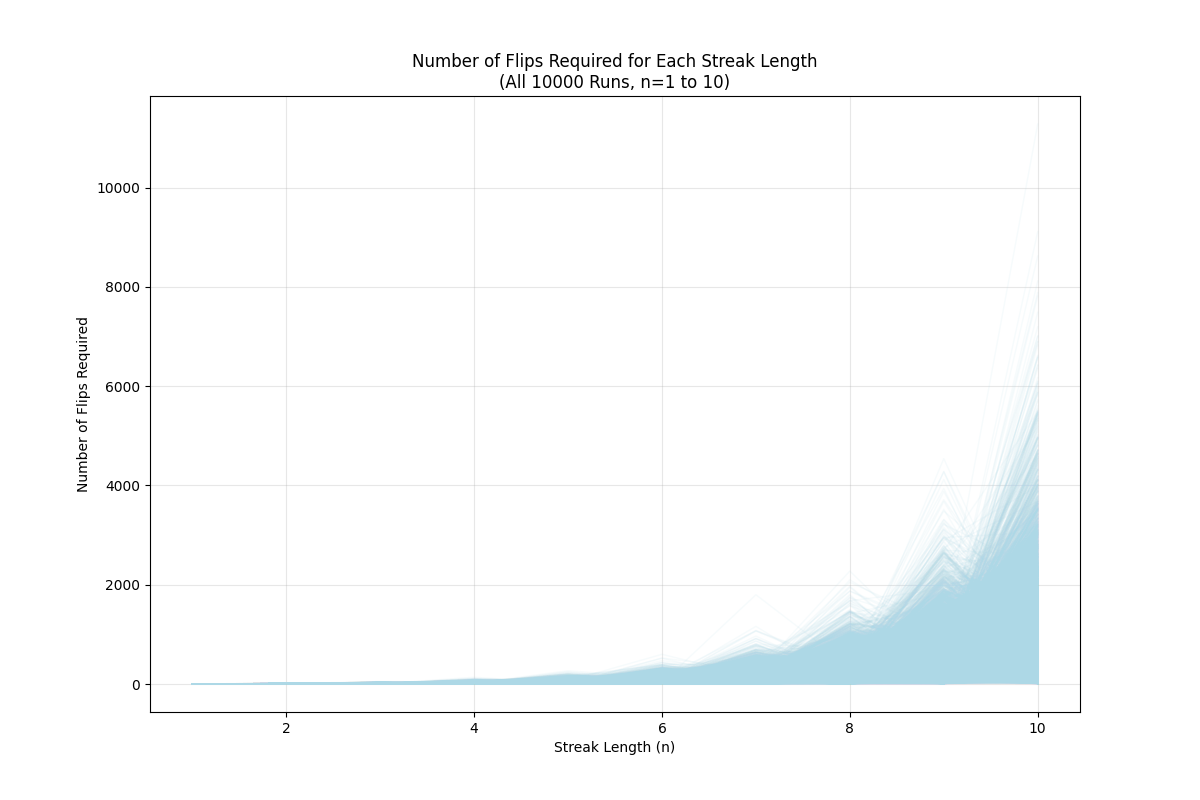 Number of Flips Required for Each Streak Length
(All 10000 Runs, n=1 to 10)
10000
8000
6000
4000
2000
0
Number of Flips Required
2 4 6 8 10
Streak Length (n)